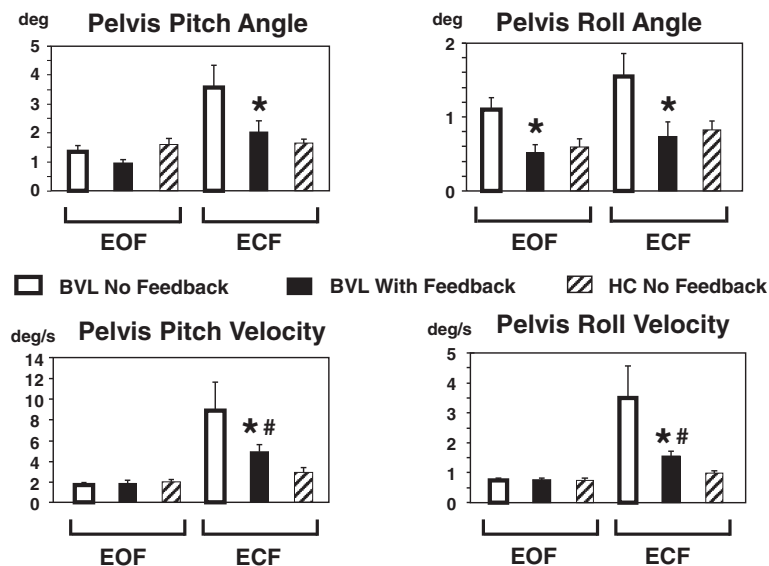 deg Pelvis Pitch Angle
5
4
3
2
1
0
*
EOF ECF
Pelvis Roll Angle
2
1
0
* *
EOF ECF
BVL No Feedback BVL With Feedback HC No Feedback
deg/s Pelvis Pitch Velocity
14
12
10
8
6
4
2
0
* #
EOF ECF
Pelvis Roll Velocity
deg/s
5
4
3
2
1
0
* #
EOF ECF
deg